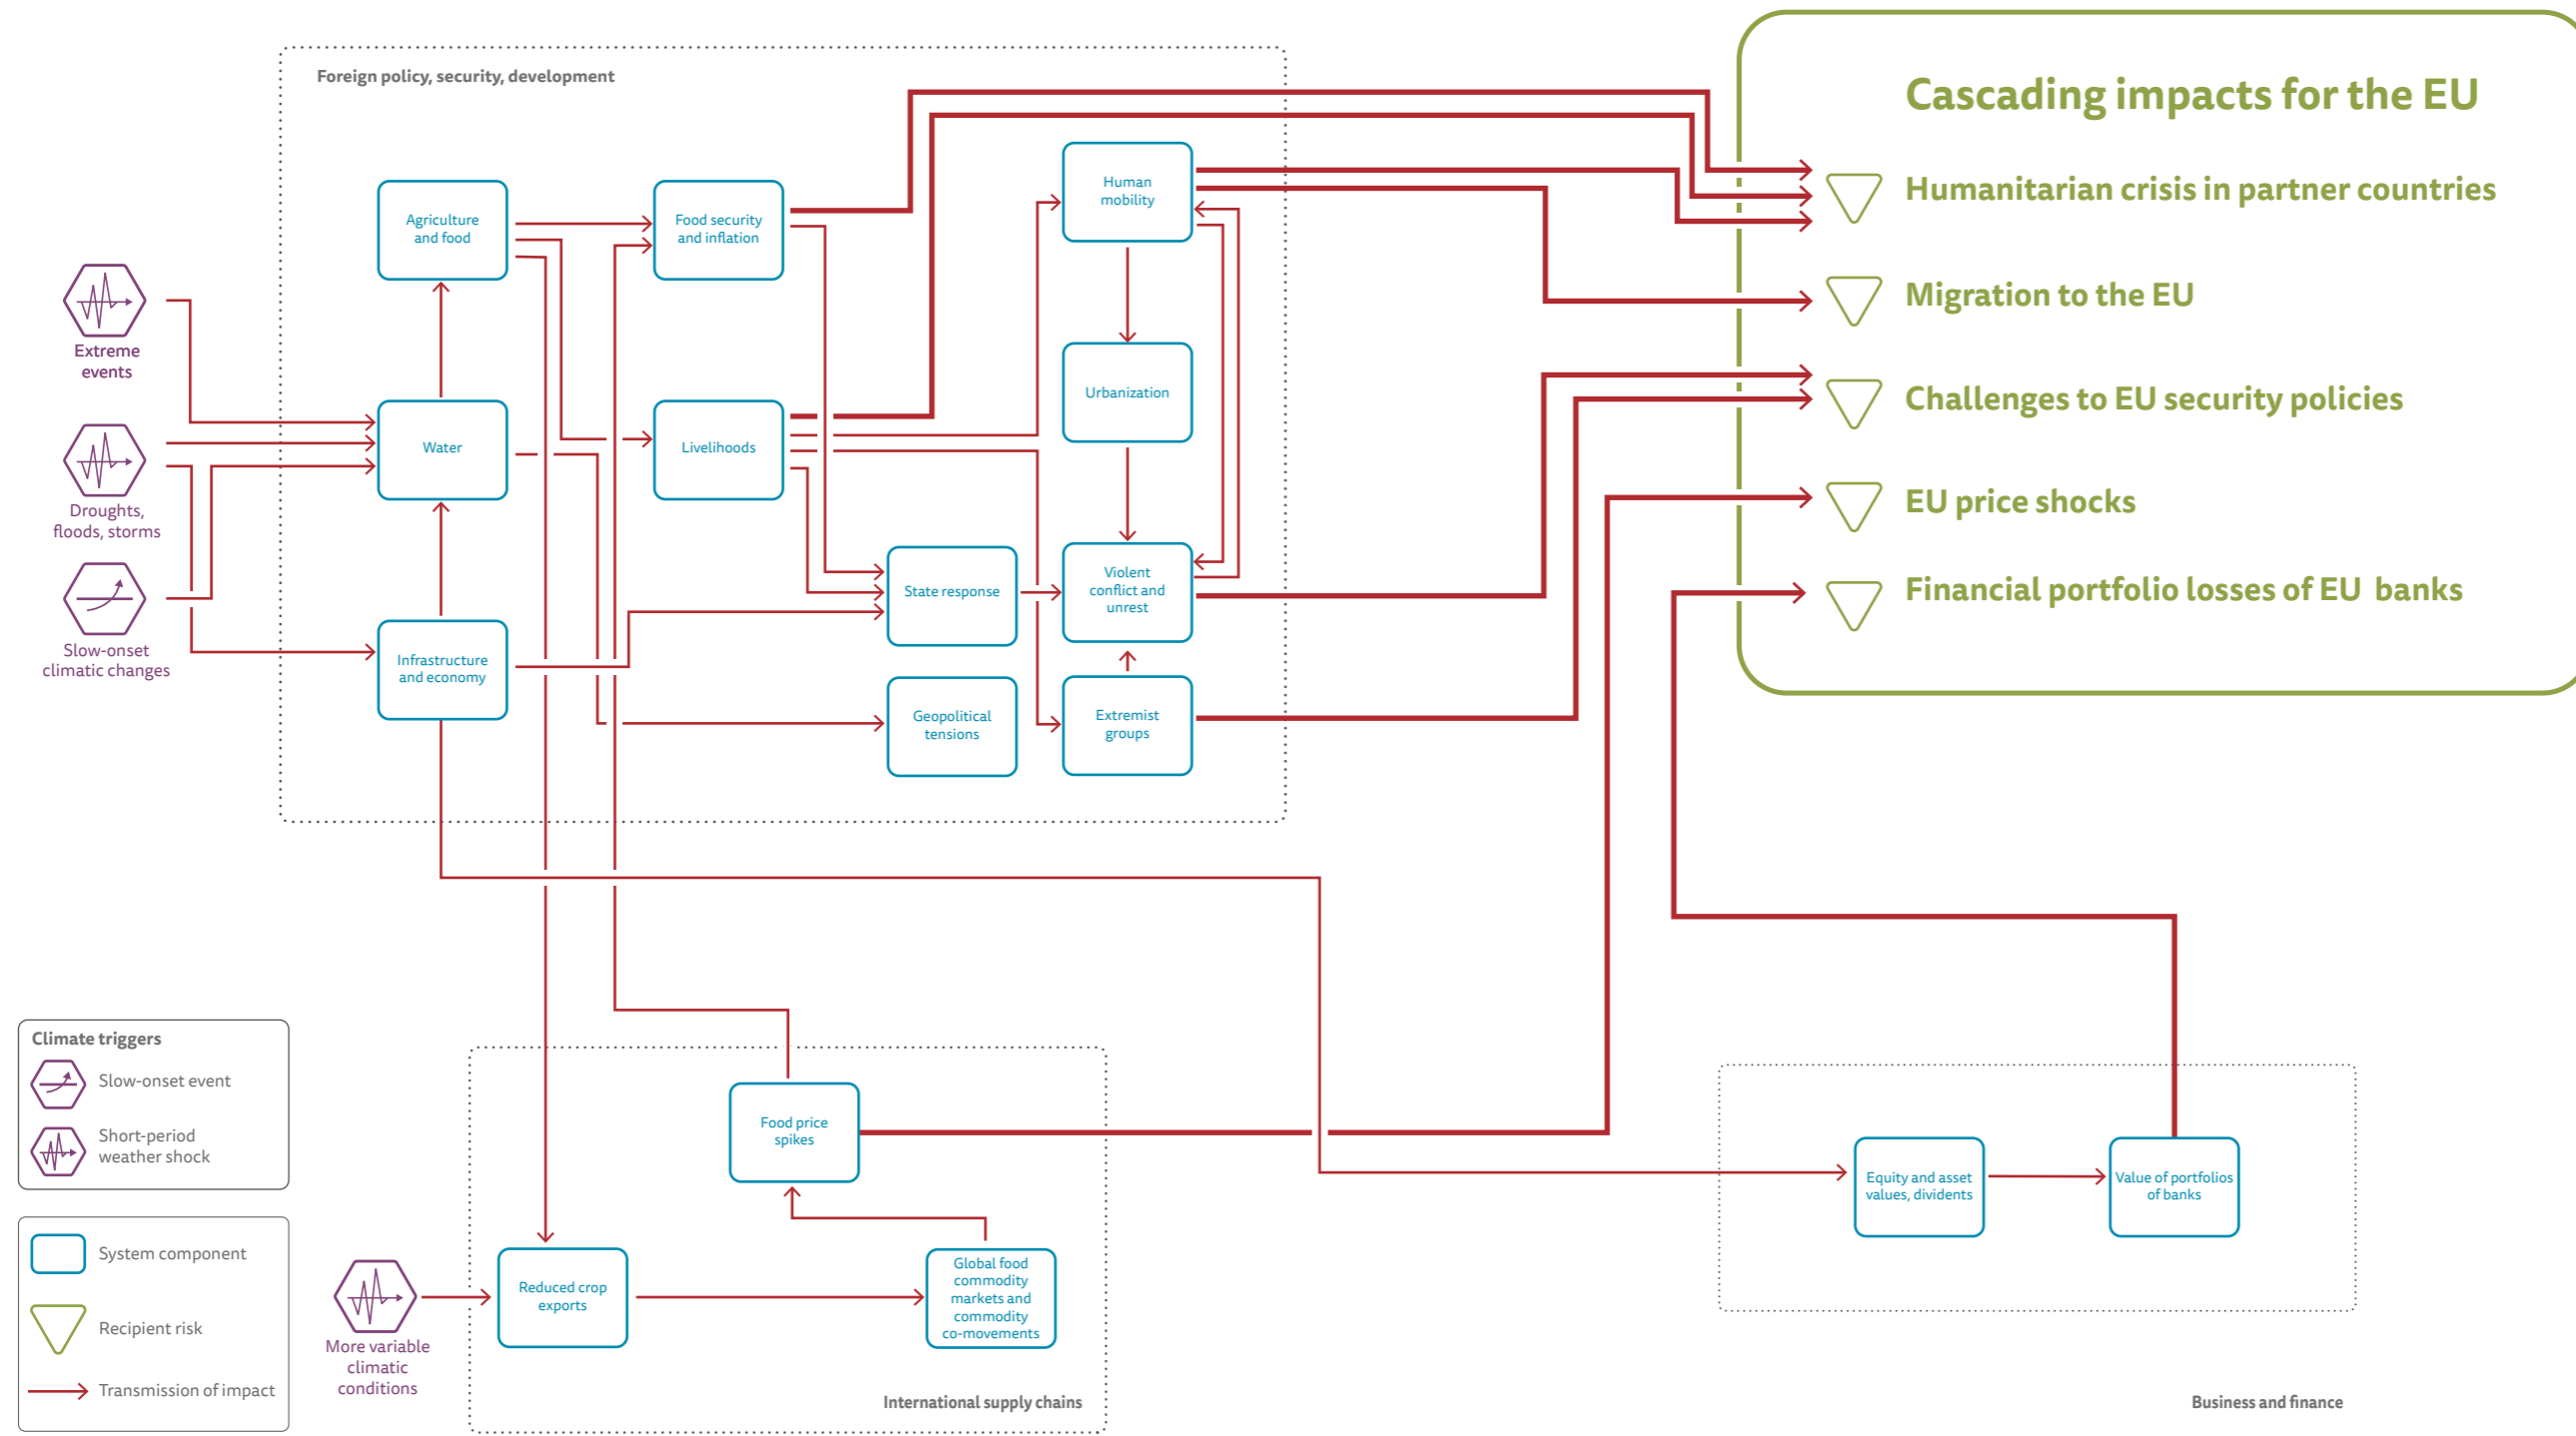 Cascading impacts for the EU
Humanitarian crisis in partner countries
Migration to the EU
Challenges to EU security policies
EU price shocks
Financial portfolio losses of EU banks
Foreign policy, security, development
Agriculture
and food
Food security
and inflation
Human
mobility
Extreme
events
Urbanization
Water
Livelihoods
Droughts,
floods, storms
Violent
conflict and
unrest
State response
Slow-onset
climatic changes
Infrastructure
and economy
Geopolitical
tensions
Extremist
groups
Climate triggers
Slow-onset event
Short-period
weather shock
System component
Recipient risk
Transmission of impact
Food price
spikes
Equity and asset
values, dividents
Value of portfolios
of banks
Reduced crop
exports
Global food
commodity
markets and
commodity
co-movements
More variable
climatic
conditions
International supply chains
Business and finance